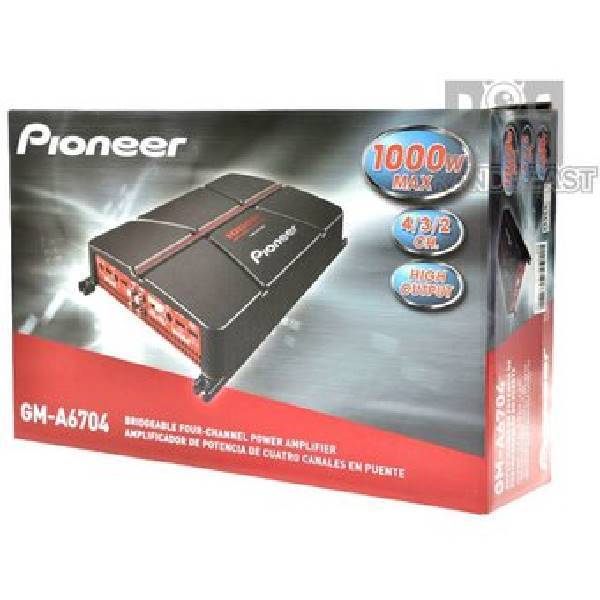 Pioneer
1000W
MAX
4/3/2
CH.
HIGH
OUTPUT
Pioneer
GM-A6704
BRIDGEABLE FOUR-CHANNEL POWER AMPLIFIER
AMPLIFICADOR DE POTENCIA DE CUATRO CANALES EN PUENTE
GM-A6704